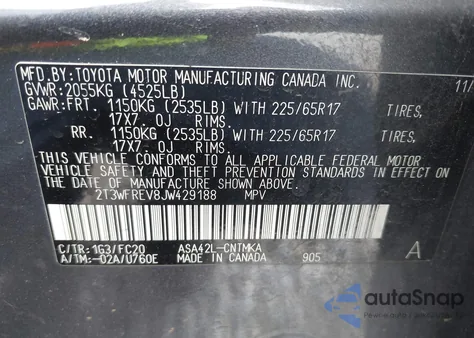 MFD.BY:TOYOTA MOTOR MANUFACTURING CANADA INC. 11/
GVWR:2055KG (4525LB)
GAWR:FRT. 1150KG (2535LB) WITH 225/65R17 TIRES,
17X7 OJ RIMS.
RR. 1150KG (2535LB) WITH 225/65R17 TIRES,
17X7 OJ RIMS.
THIS VEHICLE CONFORMS TO ALL APPLICABLE FEDERAL MOTOR
VEHICLE SAFETY AND THEFT PREVENTION STANDARDS IN EFFECT
ON THE DATE OF MANUFACTURE SHOWN ABOVE.
2T3WFREV8JW429188 MPV
C/TR:1G3/FC20 ASA42L-CNTMKA A
A/TM:-02A/U760E MADE IN CANADA 905
autoSnap